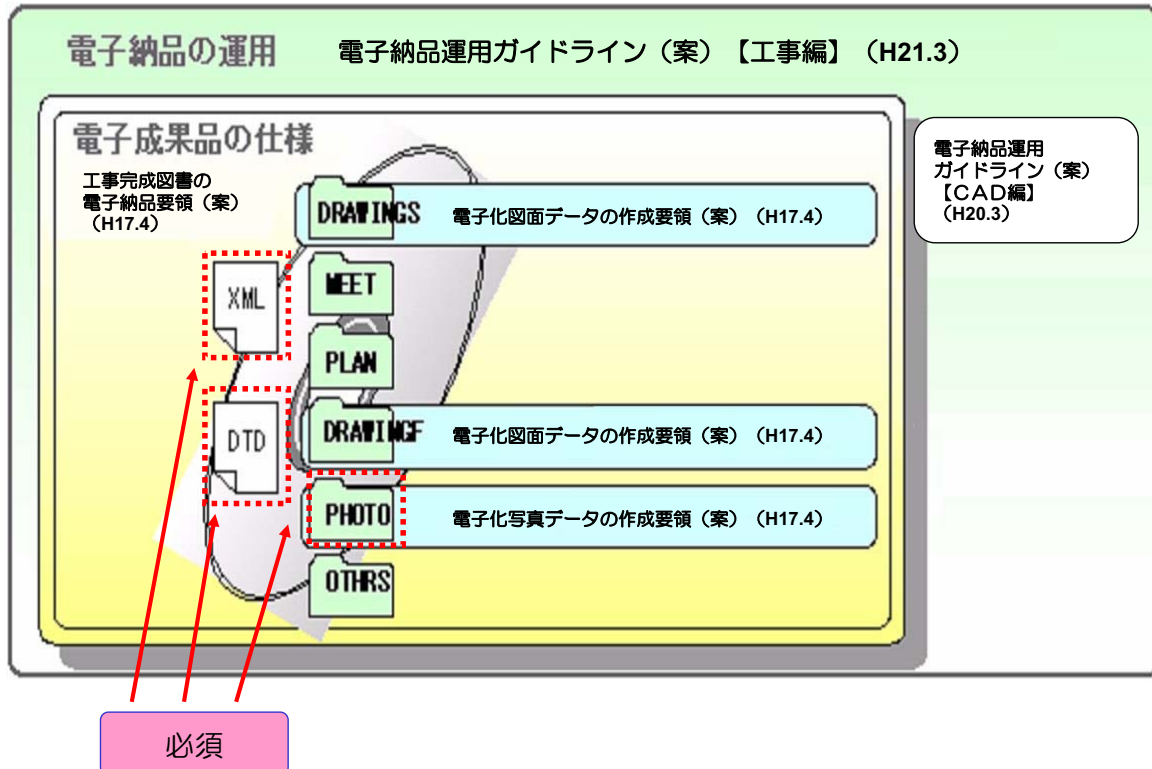 電子納品の運用 電子納品運用ガイドライン（案）【工事編】（H21.3）
電子成果品の仕様
工事完成図書の
電子納品要領（案）
（H17.4）
電子納品運用
ガイドライン（案）
【ＣＡＤ編】
（H20.3）
DRAWINGS 電子化図面データの作成要領（案）（H17.4）
XML
MEET
PLAN
DTD
DRAWINGF 電子化図面データの作成要領（案）（H17.4）
PHOTO 電子化写真データの作成要領（案）（H17.4）
OTHRS
必須